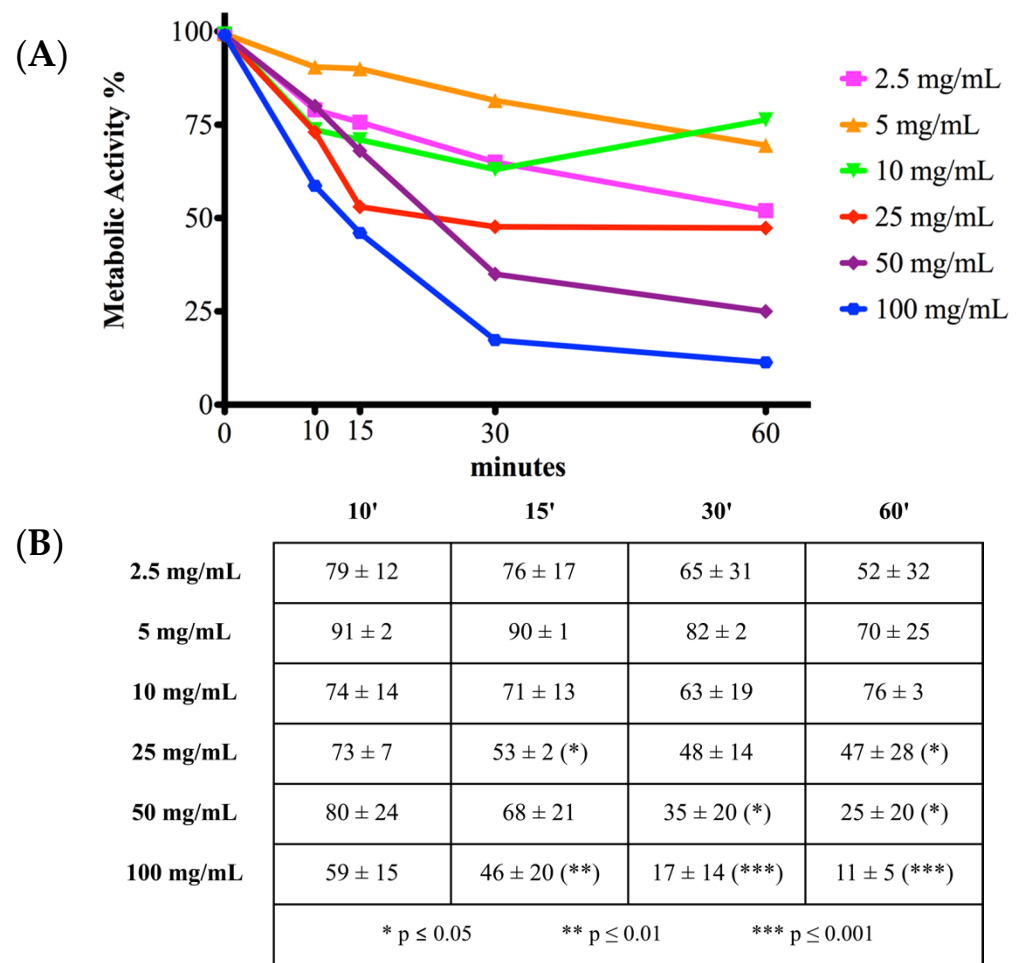 (A)
Metabolic Activity %
100
75
50
25
0
0 10 15 30 60
minutes
2.5 mg/mL
5 mg/mL
10 mg/mL
25 mg/mL
50 mg/mL
100 mg/mL
(B)
10' 15' 30' 60'
2.5 mg/mL 79 ± 12 76 ± 17 65 ± 31 52 ± 32
5 mg/mL 91 ± 2 90 ± 1 82 ± 2 70 ± 25
10 mg/mL 74 ± 14 71 ± 13 63 ± 19 76 ± 3
25 mg/mL 73 ± 7 53 ± 2 (*) 48 ± 14 47 ± 28 (*)
50 mg/mL 80 ± 24 68 ± 21 35 ± 20 (*) 25 ± 20 (*)
100 mg/mL 59 ± 15 46 ± 20 (**) 17 ± 14 (***) 11 ± 5 (***)
* p ≤ 0.05 ** p ≤ 0.01 *** p ≤ 0.001